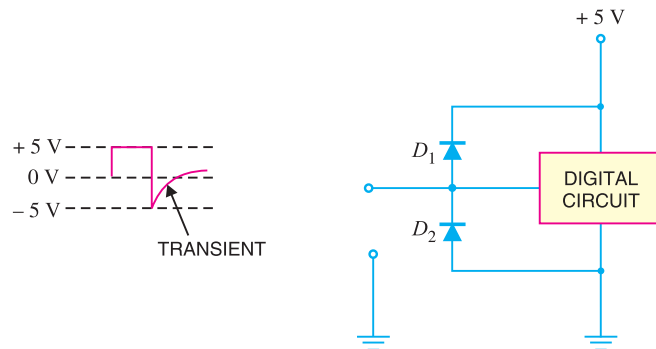 + 5 V
0 V
– 5 V
TRANSIENT
+ 5 V
D1
D2
DIGITAL
CIRCUIT